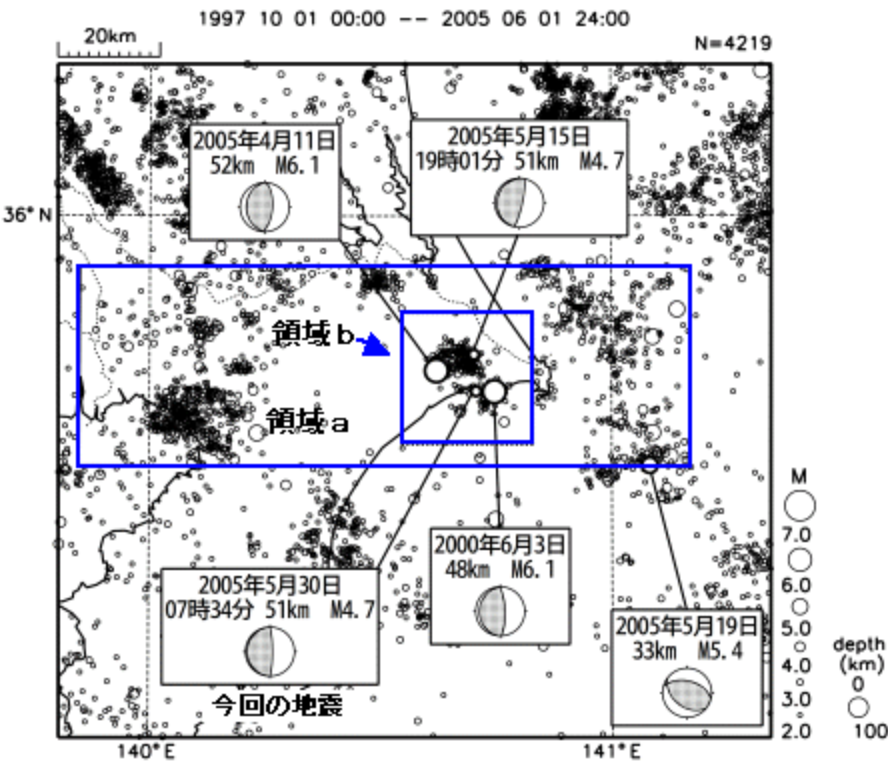 1997 10 01 00:00 -- 2005 06 01 24:00
20km
N=4219
2005年4月11日
52km M6.1
2005年5月15日
19時01分 51km M4.7
36°N
領域b
領域a
M
7.0
6.0
5.0
4.0
3.0
2.0
depth
(km)
0
100
2000年6月3日
48km M6.1
2005年5月30日
07時34分 51km M4.7
2005年5月19日
33km M5.4
今回の地震
140°E
141°E